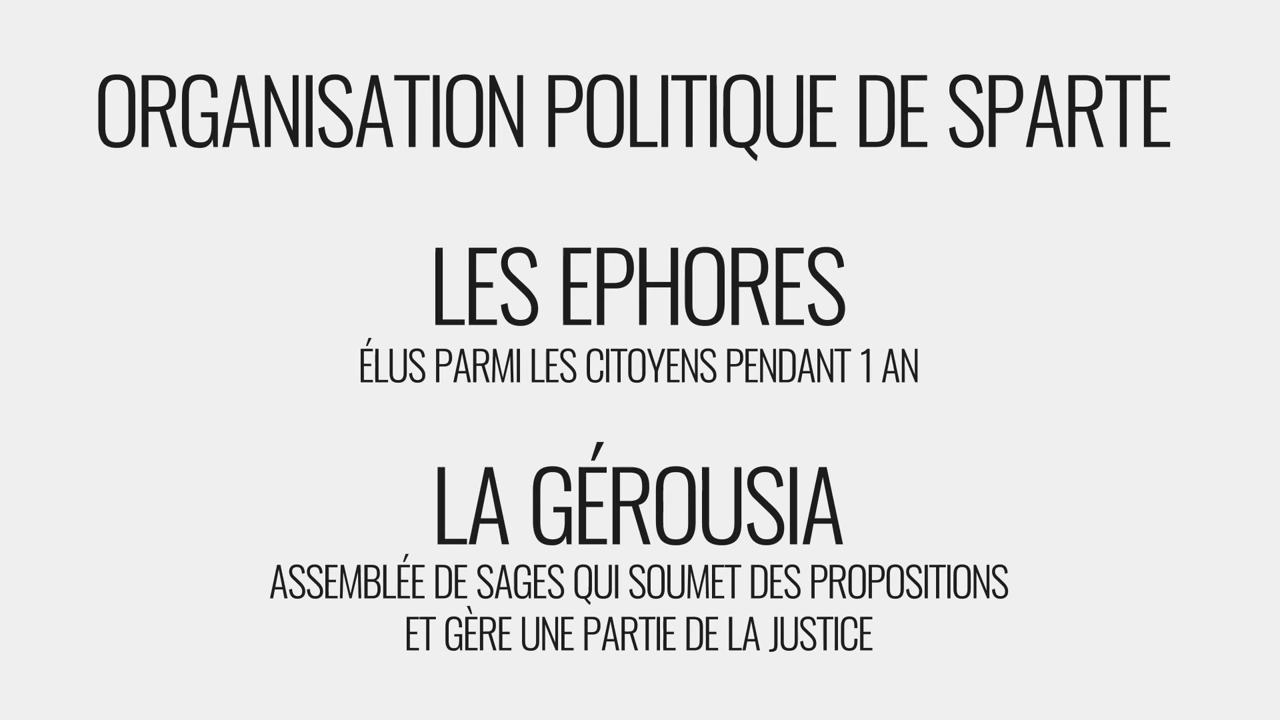 ORGANISATION POLITIQUE DE SPARTE
LES EPHORES
ÉLUS PARMI LES CITOYENS PENDANT 1 AN
LA GÉROUSIA
ASSEMBLÉE DE SAGES QUI SOUMET DES PROPOSITIONS
ET GÈRE UNE PARTIE DE LA JUSTICE